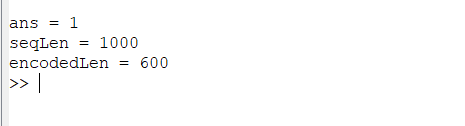 ans = 1
seqLen = 1000
encodedLen = 600
>>